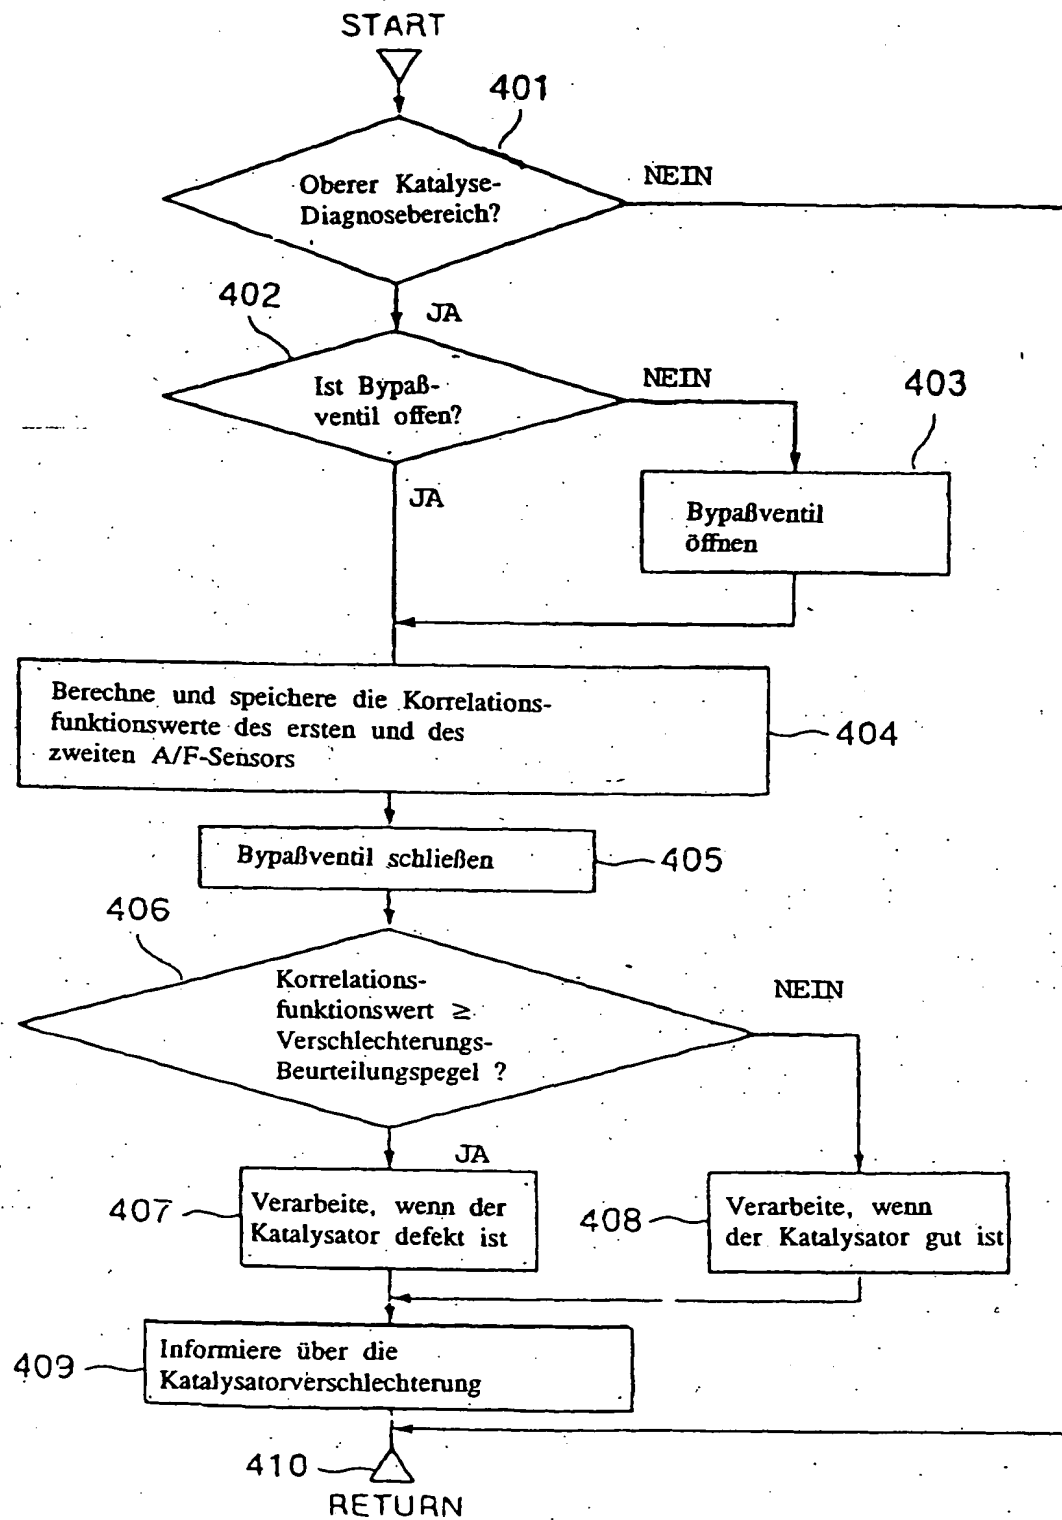 START
401
Oberer Katalyse-
Diagnosebereich?
NEIN
JA
402
Ist Bypaß-
ventil offen?
NEIN
403
JA
Bypaßventil
öffnen
Berechne und speichere die Korrelations-
funktionswerte des ersten und des
zweiten A/F-Sensors
404
Bypaßventil schließen
405
406
Korrelations-
funktionswert ≥
Verschlechterungs-
Beurteilungspegel ?
NEIN
JA
407
Verarbeite, wenn der
Katalysator defekt ist
408
Verarbeite, wenn
der Katalysator gut ist
409
Informiere über die
Katalysatorverschlechterung
410
RETURN